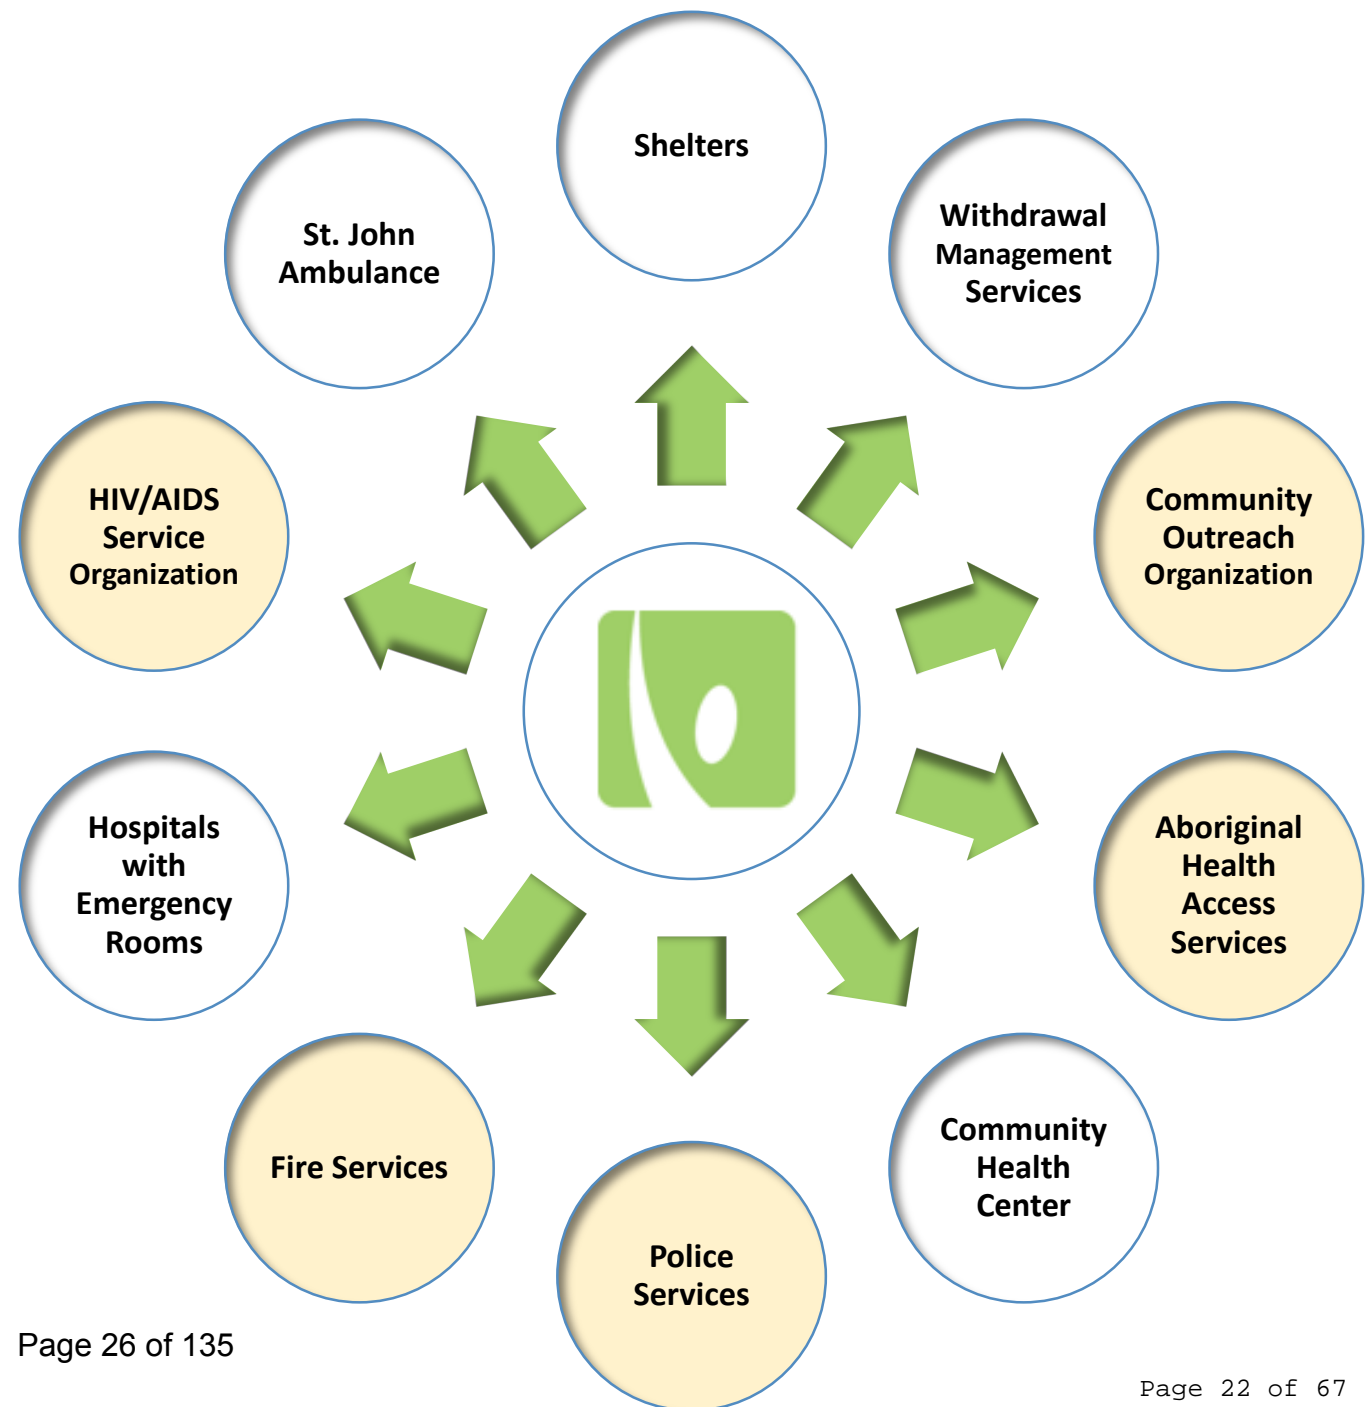 Shelters
St. John
Ambulance
Withdrawal
Management
Services
HIV/AIDS
Service
Organization
Community
Outreach
Organization
Hospitals
with
Emergency
Rooms
Aboriginal
Health
Access
Services
Fire Services
Community
Health
Center
Police
Services
Page 26 of 135
Page 22 of 67